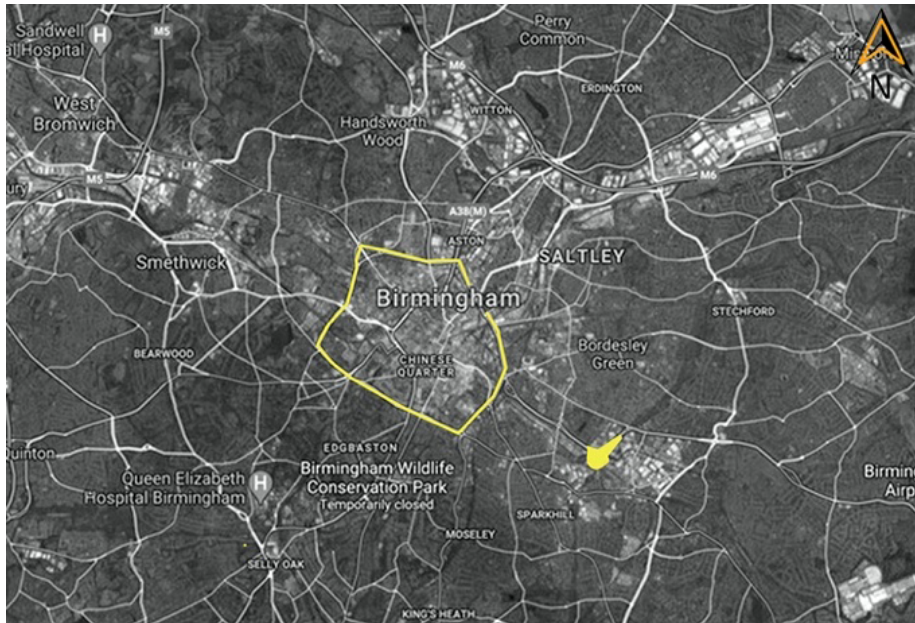 Sandwell
al Hospital
H
M5
Perry
Common
M6
ERDINGTON
N
West
Bromwich
Handsworth
Wood
WITTON
M5
M6
A38(M)
ASTON
SALTLEY
Smethwick
Birmingham
STECHFORD
BEARWOOD
CHINESE
QUARTER
Bordesley
Green
EDGBASTON
Quinton
Queen Elizabeth
Hospital Birmingham
H
Birmingham Wildlife
Conservation Park
Temporarily closed
Birming
Airp
SPARKHILL
MOSELEY
SELLY OAK
KING'S HEATH